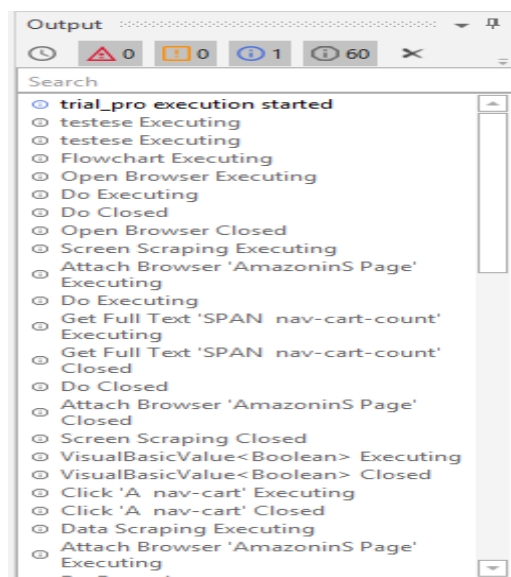 Output
0 0 1 60
Search
trial_pro execution started
testese Executing
testese Executing
Flowchart Executing
Open Browser Executing
Do Executing
Do Closed
Open Browser Closed
Screen Scraping Executing
Attach Browser 'AmazoninS Page'
Executing
Do Executing
Get Full Text 'SPAN  nav-cart-count'
Executing
Get Full Text 'SPAN  nav-cart-count'
Closed
Do Closed
Attach Browser 'AmazoninS Page'
Closed
Screen Scraping Closed
VisualBasicValue<Boolean> Executing
VisualBasicValue<Boolean> Closed
Click 'A  nav-cart' Executing
Click 'A  nav-cart' Closed
Data Scraping Executing
Attach Browser 'AmazoninS Page'
Executing